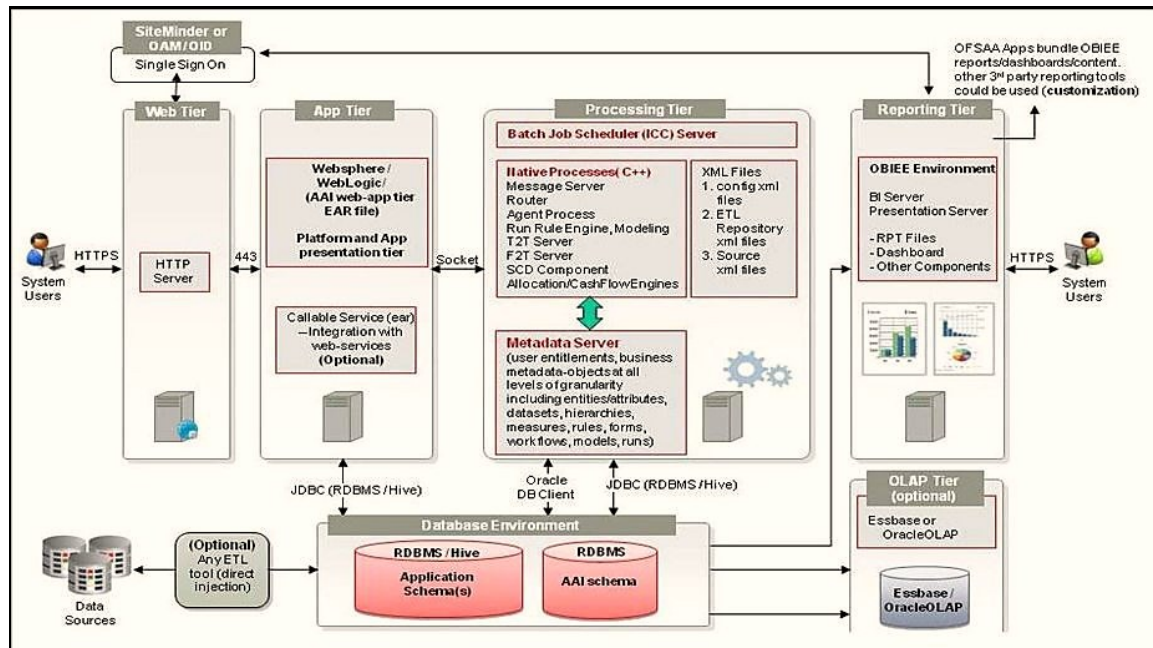 SiteMinder or
OAM/OID
Single Sign On
OFSAA Apps bundle OBIEE
reports/dashboards/content.
other 3rd party reporting tools
could be used (customization)
Web Tier
App Tier
Processing Tier
Reporting Tier
System
Users
HTTPS
HTTP
Server
443
Websphere /
WebLogic/
(AAI web-app tier
EAR file)
Platform and App
presentation tier
Callable Service (ear)
–Integration with
web-services
(Optional)
Socket
Batch Job Scheduler (ICC) Server
Native Processes( C++)
Message Server
Router
Agent Process
Run Rule Engine, Modeling
T2T Server
F2T Server
SCD Component
Allocation/CashFlowEngines
XML Files
1. config xml
files
2. ETL
Repository
xml files
3. Source
xml files
Metadata Server
(user entitlements, business
metadata-objects at all
levels of granularity
including entities/attributes,
datasets, hierarchies,
measures, rules, forms,
workflows, models, runs)
OBIEE Environment
BI Server
Presentation Server
- RPT Files
- Dashboard
- Other Components
HTTPS
System
Users
JDBC (RDBMS /Hive)
Oracle
DB Client
JDBC (RDBMS /Hive)
OLAP Tier
(optional)
Essbase or
OracleOLAP
Essbase /
OracleOLAP
Database Environment
RDBMS / Hive
Application
Schema(s)
RDBMS
AAI schema
(Optional)
Any ETL
tool (direct
injection)
Data
Sources